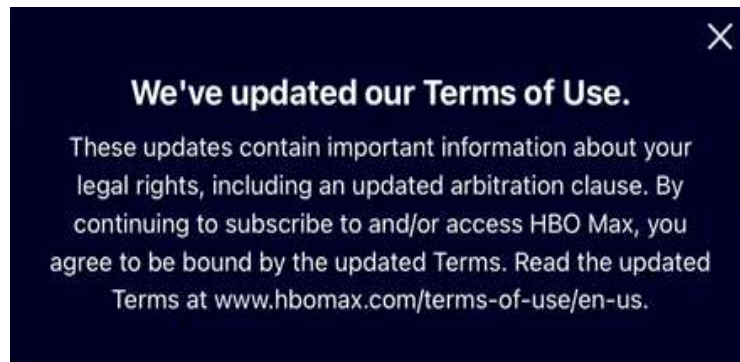 We've updated our Terms of Use.
These updates contain important information about your
legal rights, including an updated arbitration clause. By
continuing to subscribe to and/or access HBO Max, you
agree to be bound by the updated Terms. Read the updated
Terms at www.hbomax.com/terms-of-use/en-us.